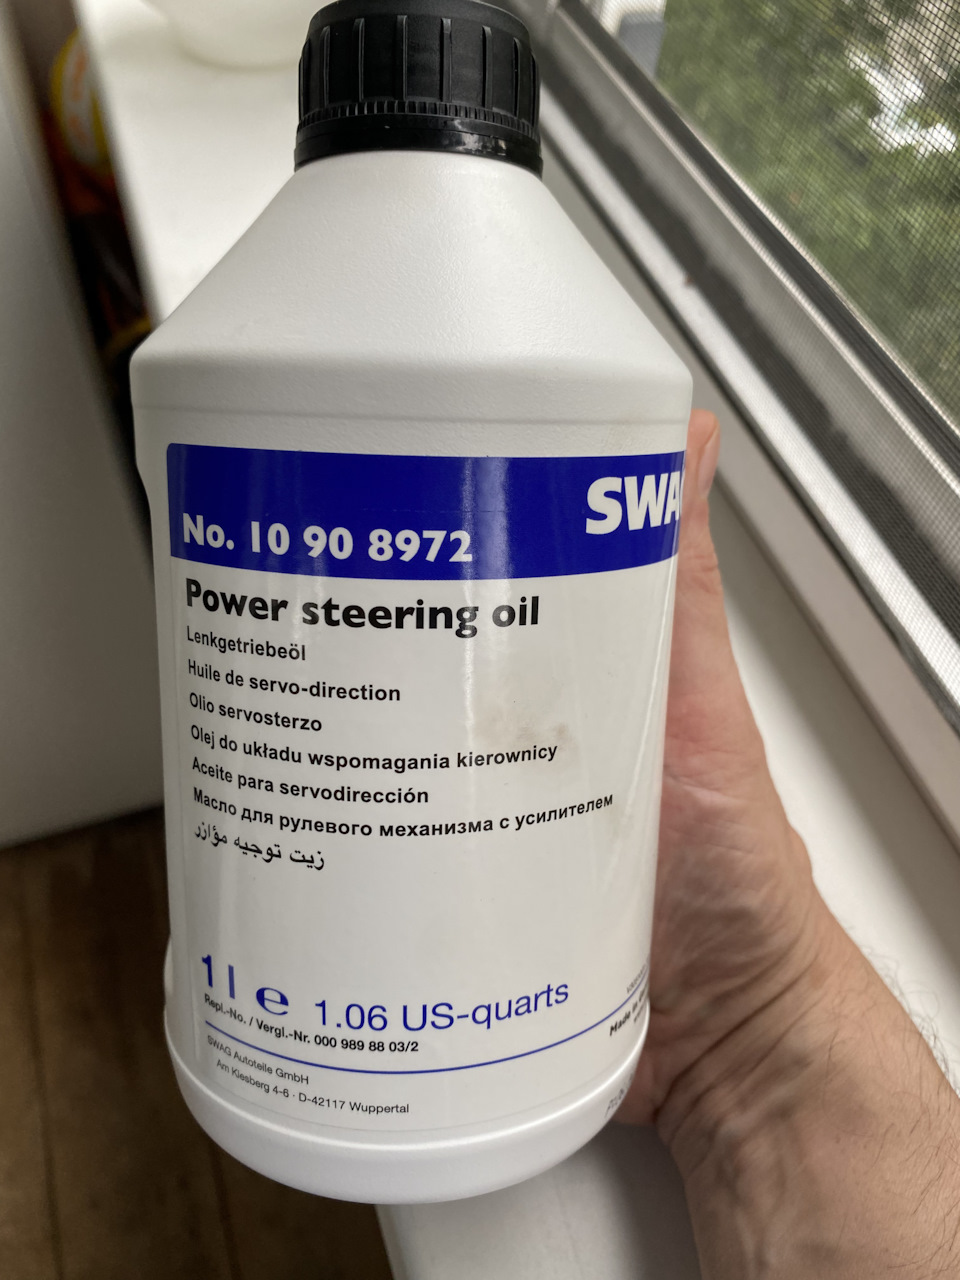 SWA
No. 10 90 8972
Power steering oil
Lenkgetriebeöl
Huile de servo-direction
Olio servosterzo
Olej do układu wspomagania kierownicy
Aceite para servodirección
Масло для рулевого механизма с усилителем
زيت توجيه مؤازر
1 l e 1.06 US-quarts
Repl.-No. / Vergl.-Nr. 000 989 88 03/2
Made in
SWAG Autoteile GmbH
Am Kiesberg 4-6 · D-42117 Wuppertal